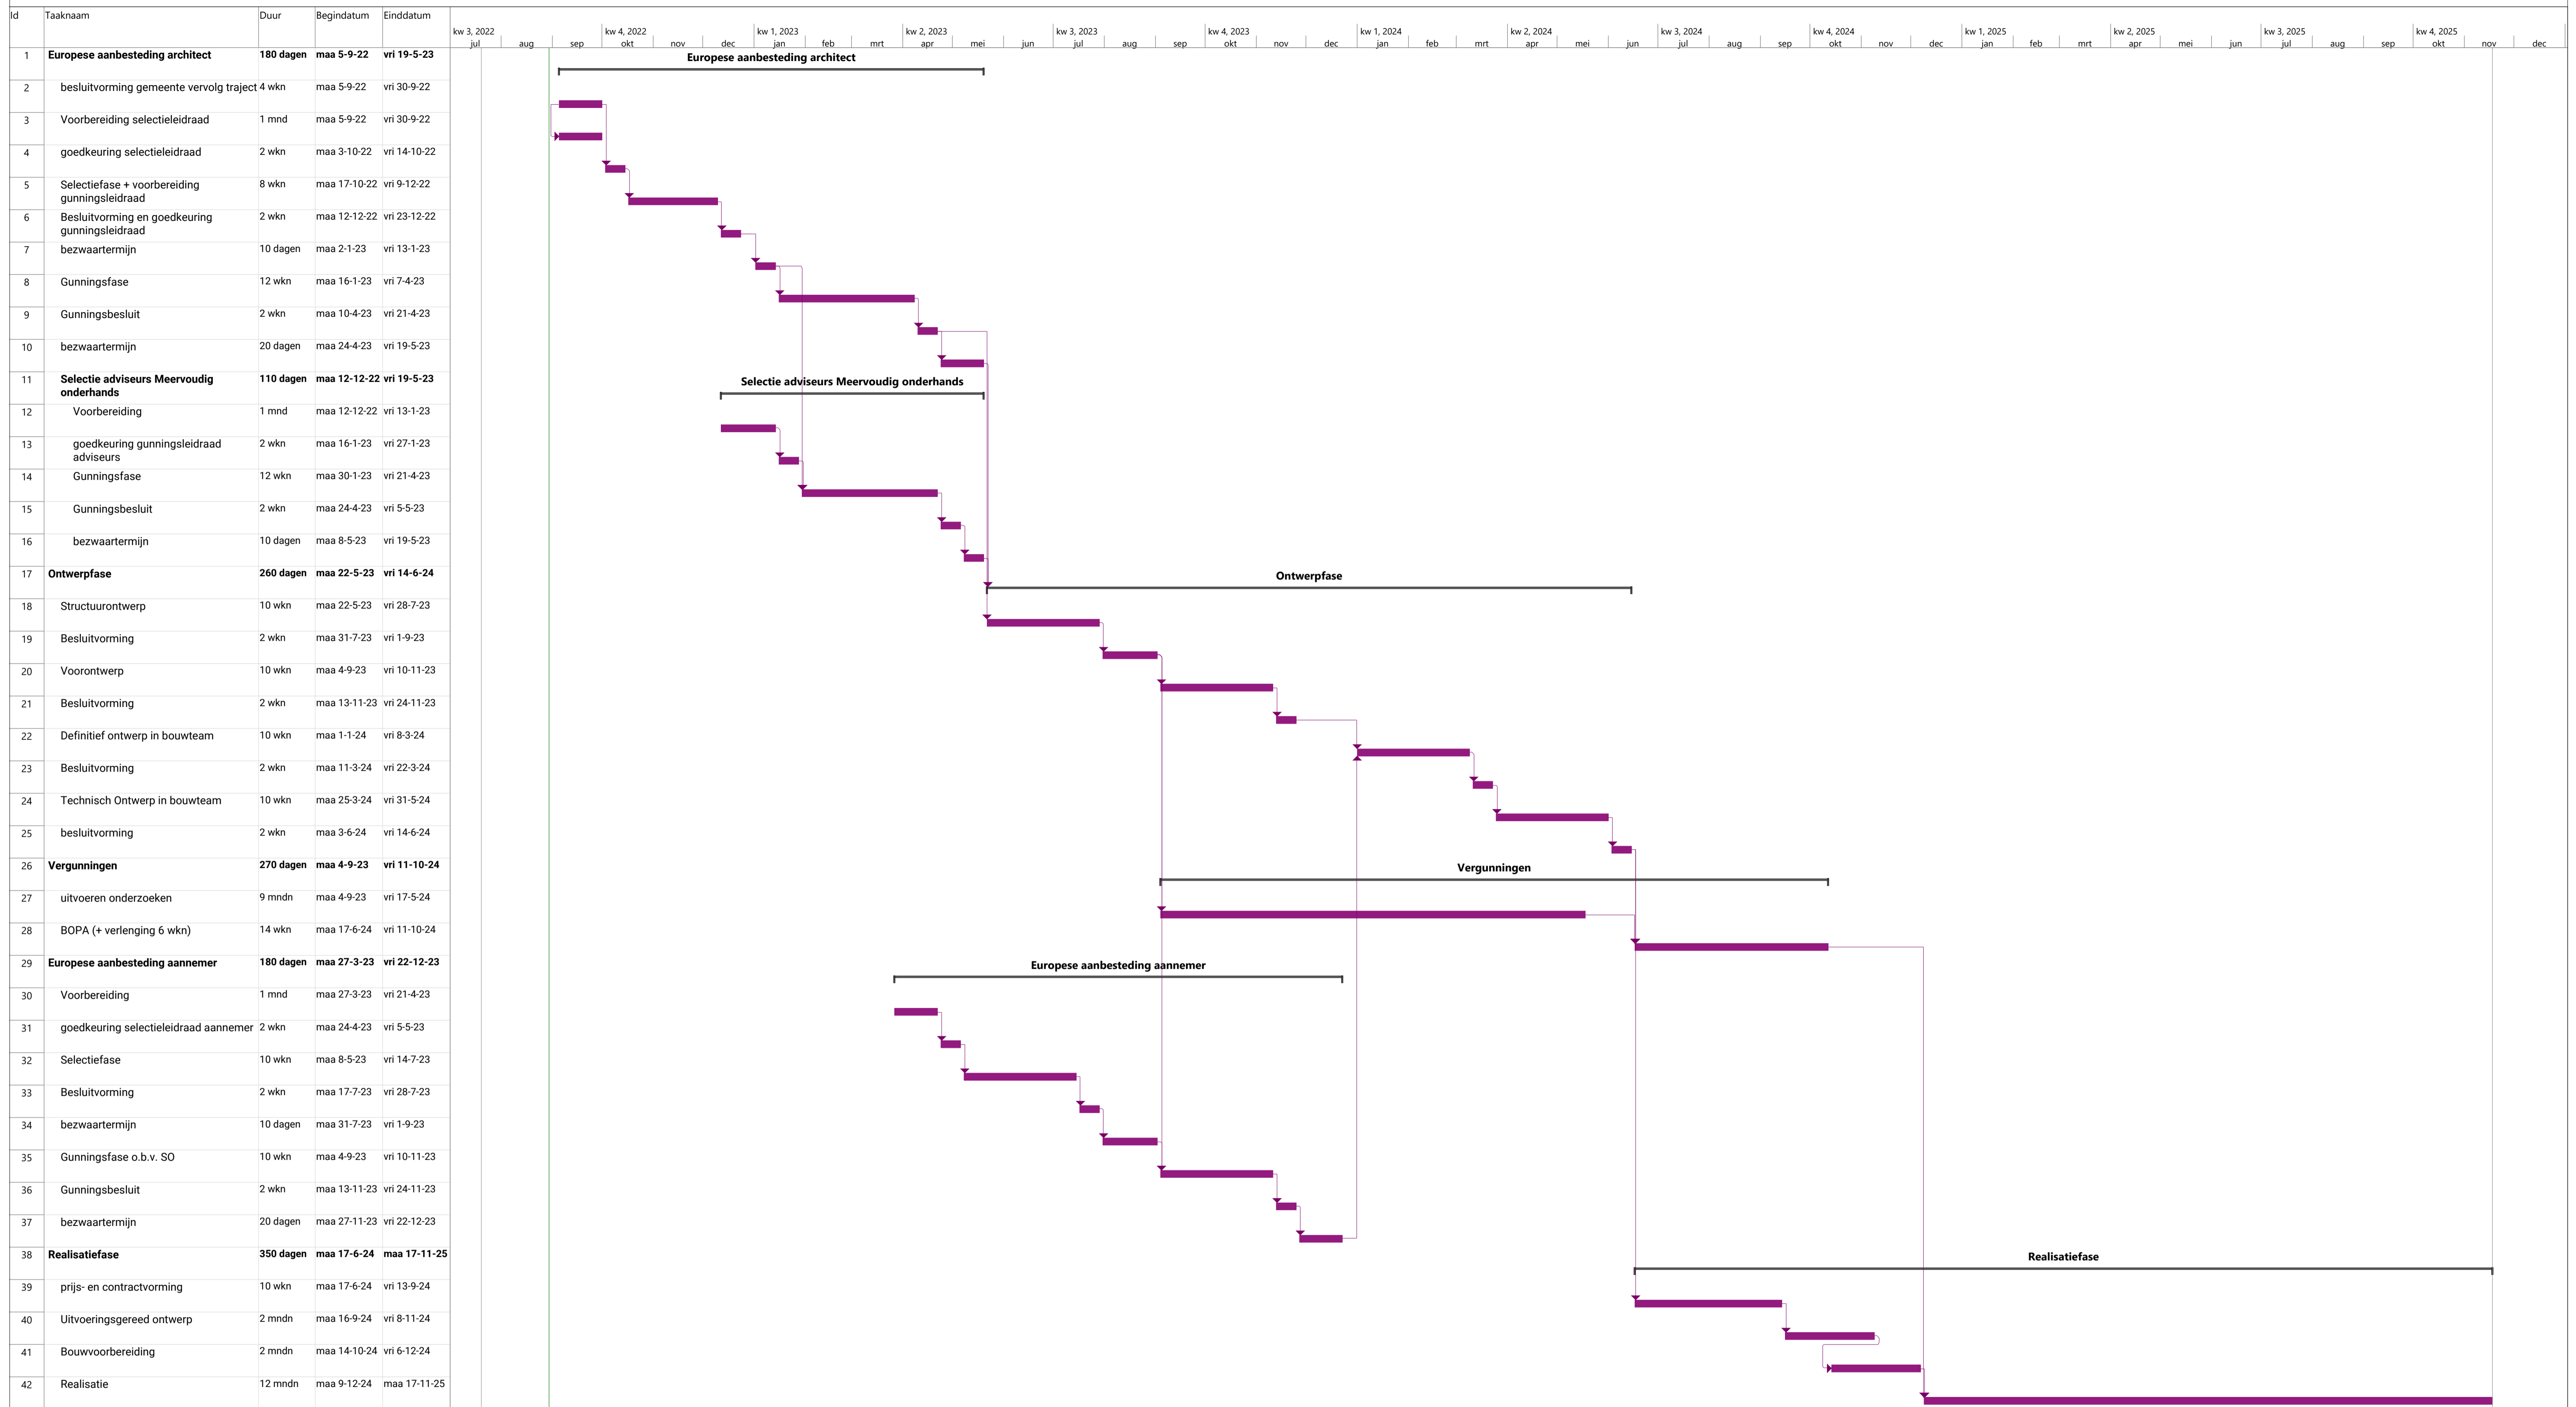 Id Taaknaam Duur Begindatum Einddatum
kw 3, 2022 kw 4, 2022 kw 1, 2023 kw 2, 2023 kw 3, 2023 kw 4, 2023 kw 1, 2024 kw 2, 2024 kw 3, 2024 kw 4, 2024 kw 1, 2025 kw 2, 2025 kw 3, 2025 kw 4, 2025
jul aug sep okt nov dec jan feb mrt apr mei jun jul aug sep okt nov dec jan feb mrt apr mei jun jul aug sep okt nov dec jan feb mrt apr mei jun jul aug sep okt nov dec
1 Europese aanbesteding architect 180 dagen maa 5-9-22 vri 19-5-23
Europese aanbesteding architect
2 besluitvorming gemeente vervolg traject 4 wkn maa 5-9-22 vri 30-9-22
3 Voorbereiding selectieleidraad 1 mnd maa 5-9-22 vri 30-9-22
4 goedkeuring selectieleidraad 2 wkn maa 3-10-22 vri 14-10-22
5 Selectiefase + voorbereiding 8 wkn maa 17-10-22 vri 9-12-22
gunningsleidraad
6 Besluitvorming en goedkeuring 2 wkn maa 12-12-22 vri 23-12-22
gunningsleidraad
7 bezwaartermijn 10 dagen maa 2-1-23 vri 13-1-23
8 Gunningsfase 12 wkn maa 16-1-23 vri 7-4-23
9 Gunningsbesluit 2 wkn maa 10-4-23 vri 21-4-23
10 bezwaartermijn 20 dagen maa 24-4-23 vri 19-5-23
11 Selectie adviseurs Meervoudig 110 dagen maa 12-12-22 vri 19-5-23
onderhands
Selectie adviseurs Meervoudig onderhands
12 Voorbereiding 1 mnd maa 12-12-22 vri 13-1-23
13 goedkeuring gunningsleidraad 2 wkn maa 16-1-23 vri 27-1-23
adviseurs
14 Gunningsfase 12 wkn maa 30-1-23 vri 21-4-23
15 Gunningsbesluit 2 wkn maa 24-4-23 vri 5-5-23
16 bezwaartermijn 10 dagen maa 8-5-23 vri 19-5-23
17 Ontwerpfase 260 dagen maa 22-5-23 vri 14-6-24
Ontwerpfase
18 Structuurontwerp 10 wkn maa 22-5-23 vri 28-7-23
19 Besluitvorming 2 wkn maa 31-7-23 vri 1-9-23
20 Voorontwerp 10 wkn maa 4-9-23 vri 10-11-23
21 Besluitvorming 2 wkn maa 13-11-23 vri 24-11-23
22 Definitief ontwerp in bouwteam 10 wkn maa 1-1-24 vri 8-3-24
23 Besluitvorming 2 wkn maa 11-3-24 vri 22-3-24
24 Technisch Ontwerp in bouwteam 10 wkn maa 25-3-24 vri 31-5-24
25 besluitvorming 2 wkn maa 3-6-24 vri 14-6-24
26 Vergunningen 270 dagen maa 4-9-23 vri 11-10-24
Vergunningen
27 uitvoeren onderzoeken 9 mndn maa 4-9-23 vri 17-5-24
28 BOPA (+ verlenging 6 wkn) 14 wkn maa 17-6-24 vri 11-10-24
29 Europese aanbesteding aannemer 180 dagen maa 27-3-23 vri 22-12-23
Europese aanbesteding aannemer
30 Voorbereiding 1 mnd maa 27-3-23 vri 21-4-23
31 goedkeuring selectieleidraad aannemer 2 wkn maa 24-4-23 vri 5-5-23
32 Selectiefase 10 wkn maa 8-5-23 vri 14-7-23
33 Besluitvorming 2 wkn maa 17-7-23 vri 28-7-23
34 bezwaartermijn 10 dagen maa 31-7-23 vri 1-9-23
35 Gunningsfase o.b.v. SO 10 wkn maa 4-9-23 vri 10-11-23
36 Gunningsbesluit 2 wkn maa 13-11-23 vri 24-11-23
37 bezwaartermijn 20 dagen maa 27-11-23 vri 22-12-23
38 Realisatiefase 350 dagen maa 17-6-24 maa 17-11-25
Realisatiefase
39 prijs- en contractvorming 10 wkn maa 17-6-24 vri 13-9-24
40 Uitvoeringsgereed ontwerp 2 mndn maa 16-9-24 vri 8-11-24
41 Bouwvoorbereiding 2 mndn maa 14-10-24 vri 6-12-24
42 Realisatie 12 mndn maa 9-12-24 maa 17-11-25